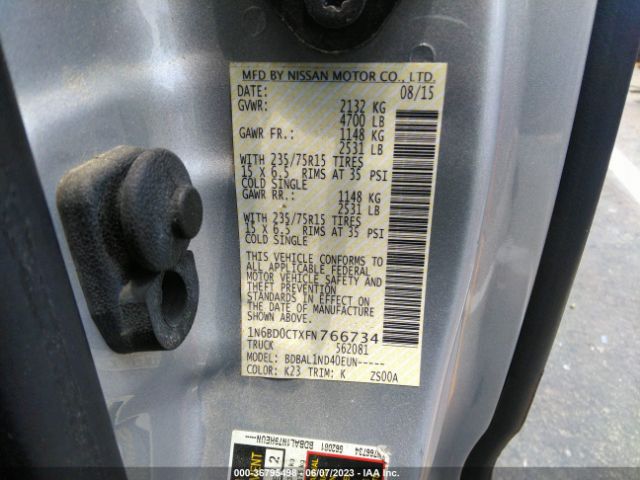 MFD BY NISSAN MOTOR CO., LTD.
DATE: 08/15
GVWR: 2132 KG
4700 LB
GAWR FR.: 1148 KG
2531 LB
WITH 235/75R15 TIRES
15 X 6.5 RIMS AT 35 PSI
COLD SINGLE
GAWR RR.: 1148 KG
2531 LB
WITH 235/75R15 TIRES
15 X 6.5 RIMS AT 35 PSI
COLD SINGLE
THIS VEHICLE CONFORMS TO
ALL APPLICABLE FEDERAL
MOTOR VEHICLE SAFETY AND
THEFT PREVENTION
STANDARDS IN EFFECT ON
THE DATE OF MANUFACTURE
SHOWN ABOVE.
1N6BD0CTXFN766734
TRUCK 562081
MODEL: BDBAL1ND40EUN-----
COLOR: K23 TRIM: K ZS00A
562081
2
© 36795498 - IAAI - 06/07/2023